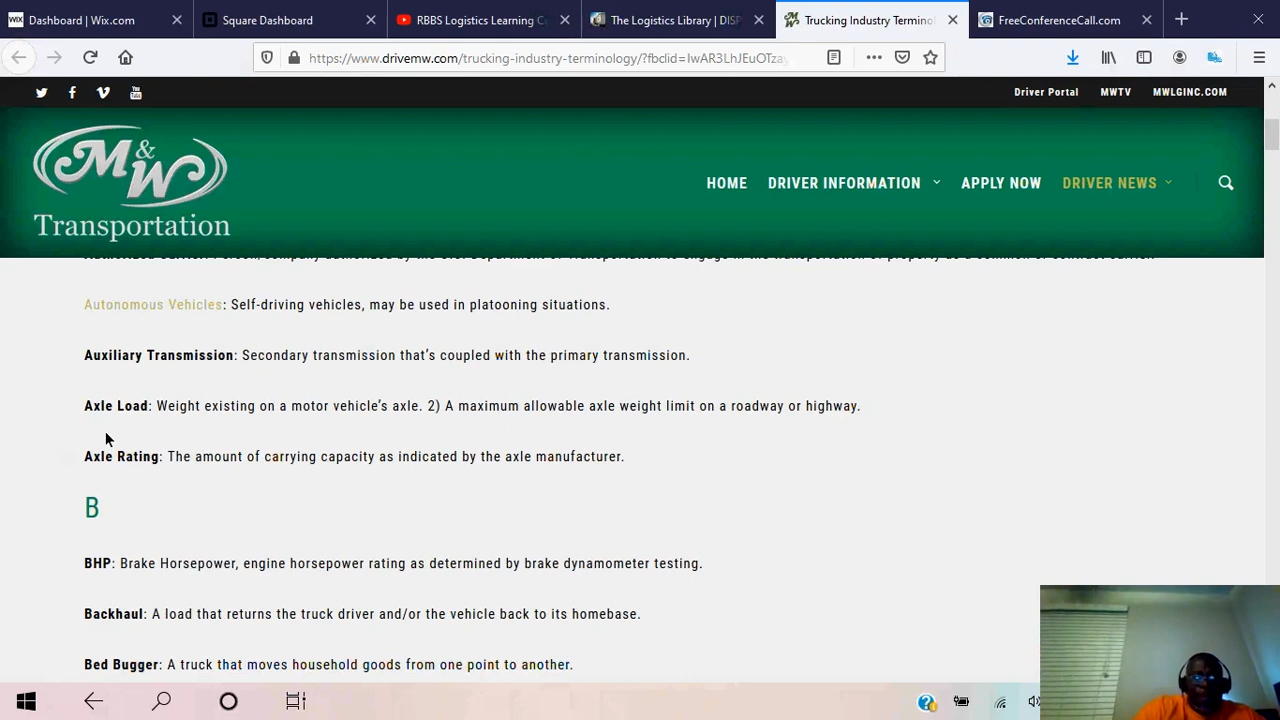 Dashboard | Wix.com
Square Dashboard
RBBS Logistics Learning C
The Logistics Library | DISP
Trucking Industry Terminol
FreeConferenceCall.com
https://www.drivemw.com/trucking-industry-terminology/?fbclid=IwAR3LhJEuOTzay
Driver Portal
MWTV
MWLGINC.COM
M&W
Transportation
HOME
DRIVER INFORMATION
APPLY NOW
DRIVER NEWS
Autonomous Vehicles: Self-driving vehicles, may be used in platooning situations.
Auxiliary Transmission: Secondary transmission that's coupled with the primary transmission.
Axle Load: Weight existing on a motor vehicle's axle. 2) A maximum allowable axle weight limit on a roadway or highway.
Axle Rating: The amount of carrying capacity as indicated by the axle manufacturer.
B
BHP: Brake Horsepower, engine horsepower rating as determined by brake dynamometer testing.
Backhaul: A load that returns the truck driver and/or the vehicle back to its homebase.
Bed Bugger: A truck that moves household goods from one point to another.